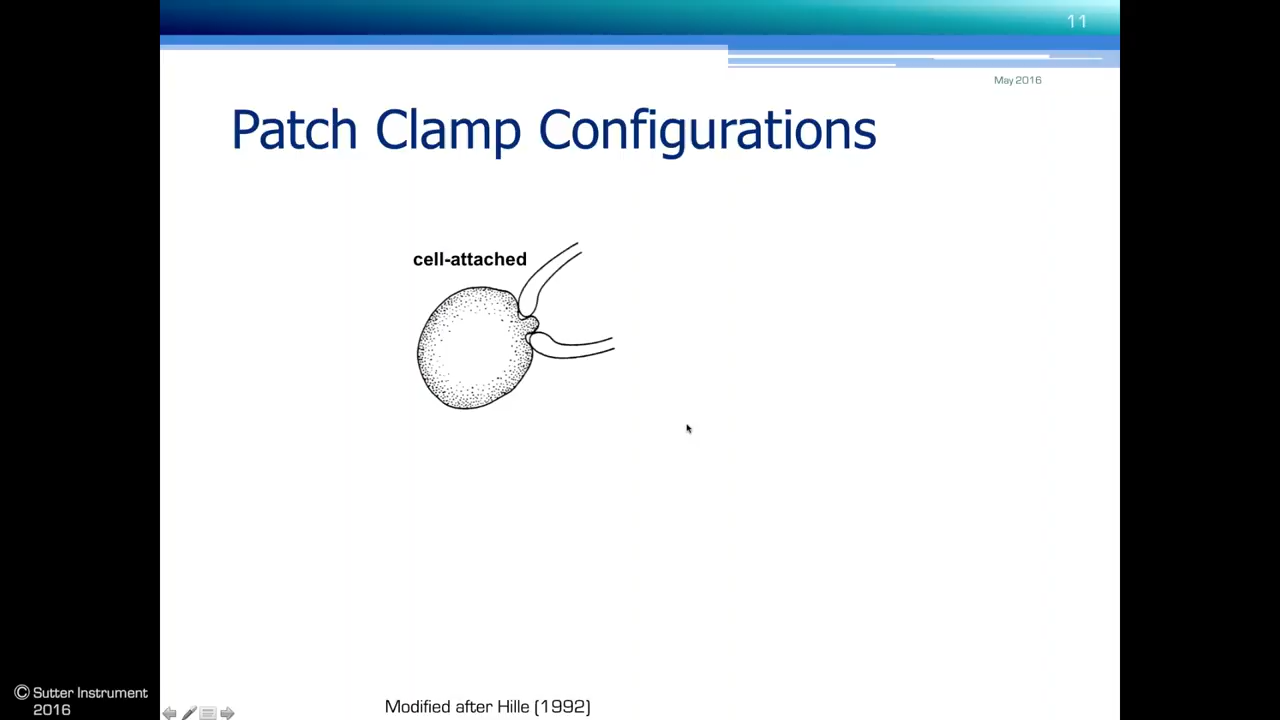 11
May 2016
Patch Clamp Configurations
cell-attached
© Sutter Instrument
2016
Modified after Hille (1992)